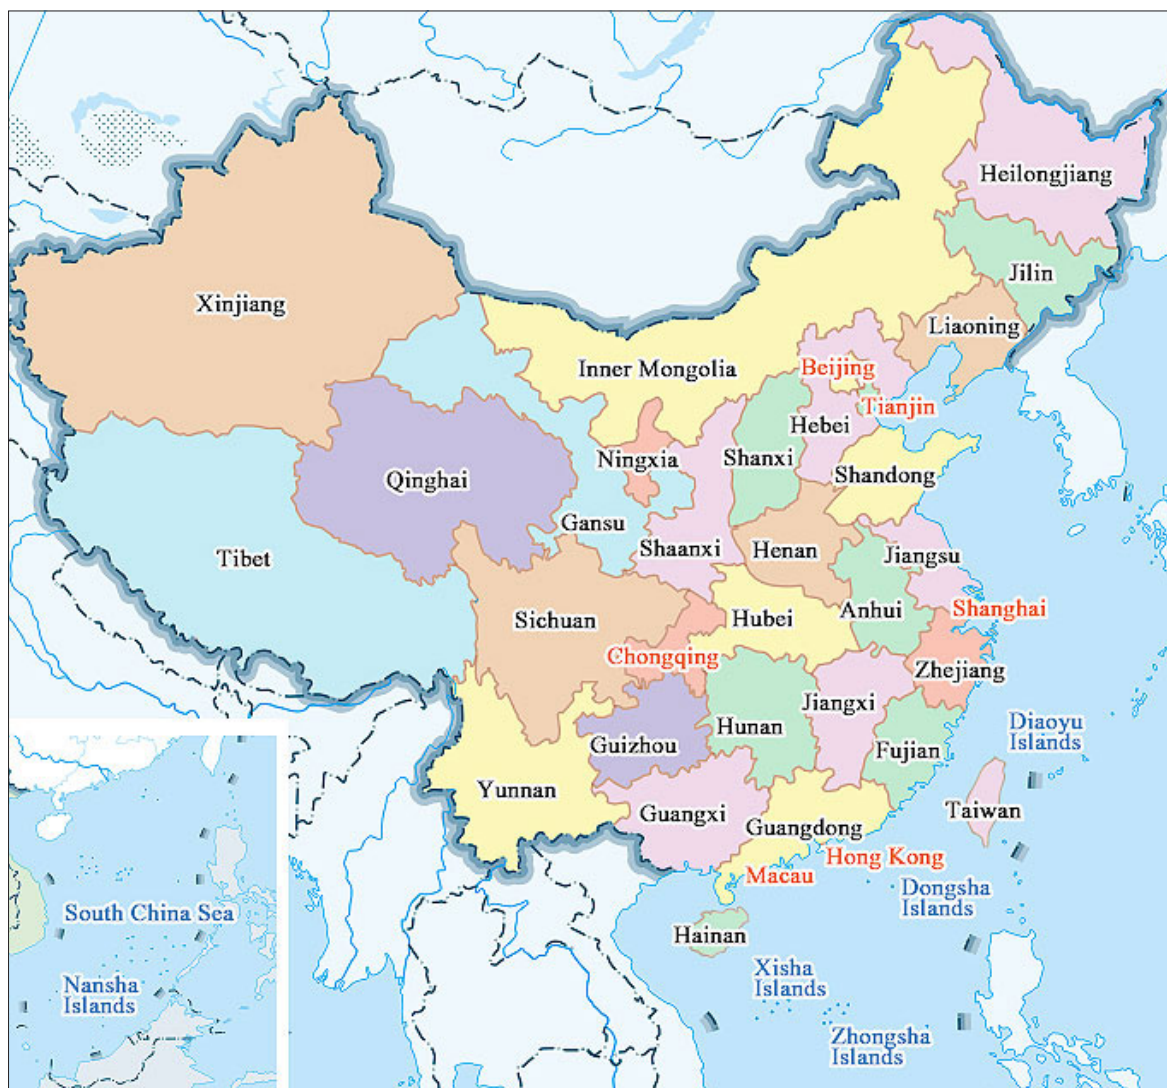 Heilongjiang
Jilin
Xinjiang
Liaoning
Inner Mongolia
Beijing
Tianjin
Hebei
Ningxia
Shanxi
Shandong
Qinghai
Gansu
Tibet
Shaanxi
Henan
Jiangsu
Sichuan
Hubei
Anhui
Shanghai
Chongqing
Zhejiang
Jiangxi
Hunan
Guizhou
Fujian
Diaoyu
Islands
Yunnan
Guangxi
Guangdong
Taiwan
Hong Kong
Macau
Dongsha
Islands
South China Sea
Hainan
Xisha
Islands
Nansha
Islands
Zhongsha
Islands